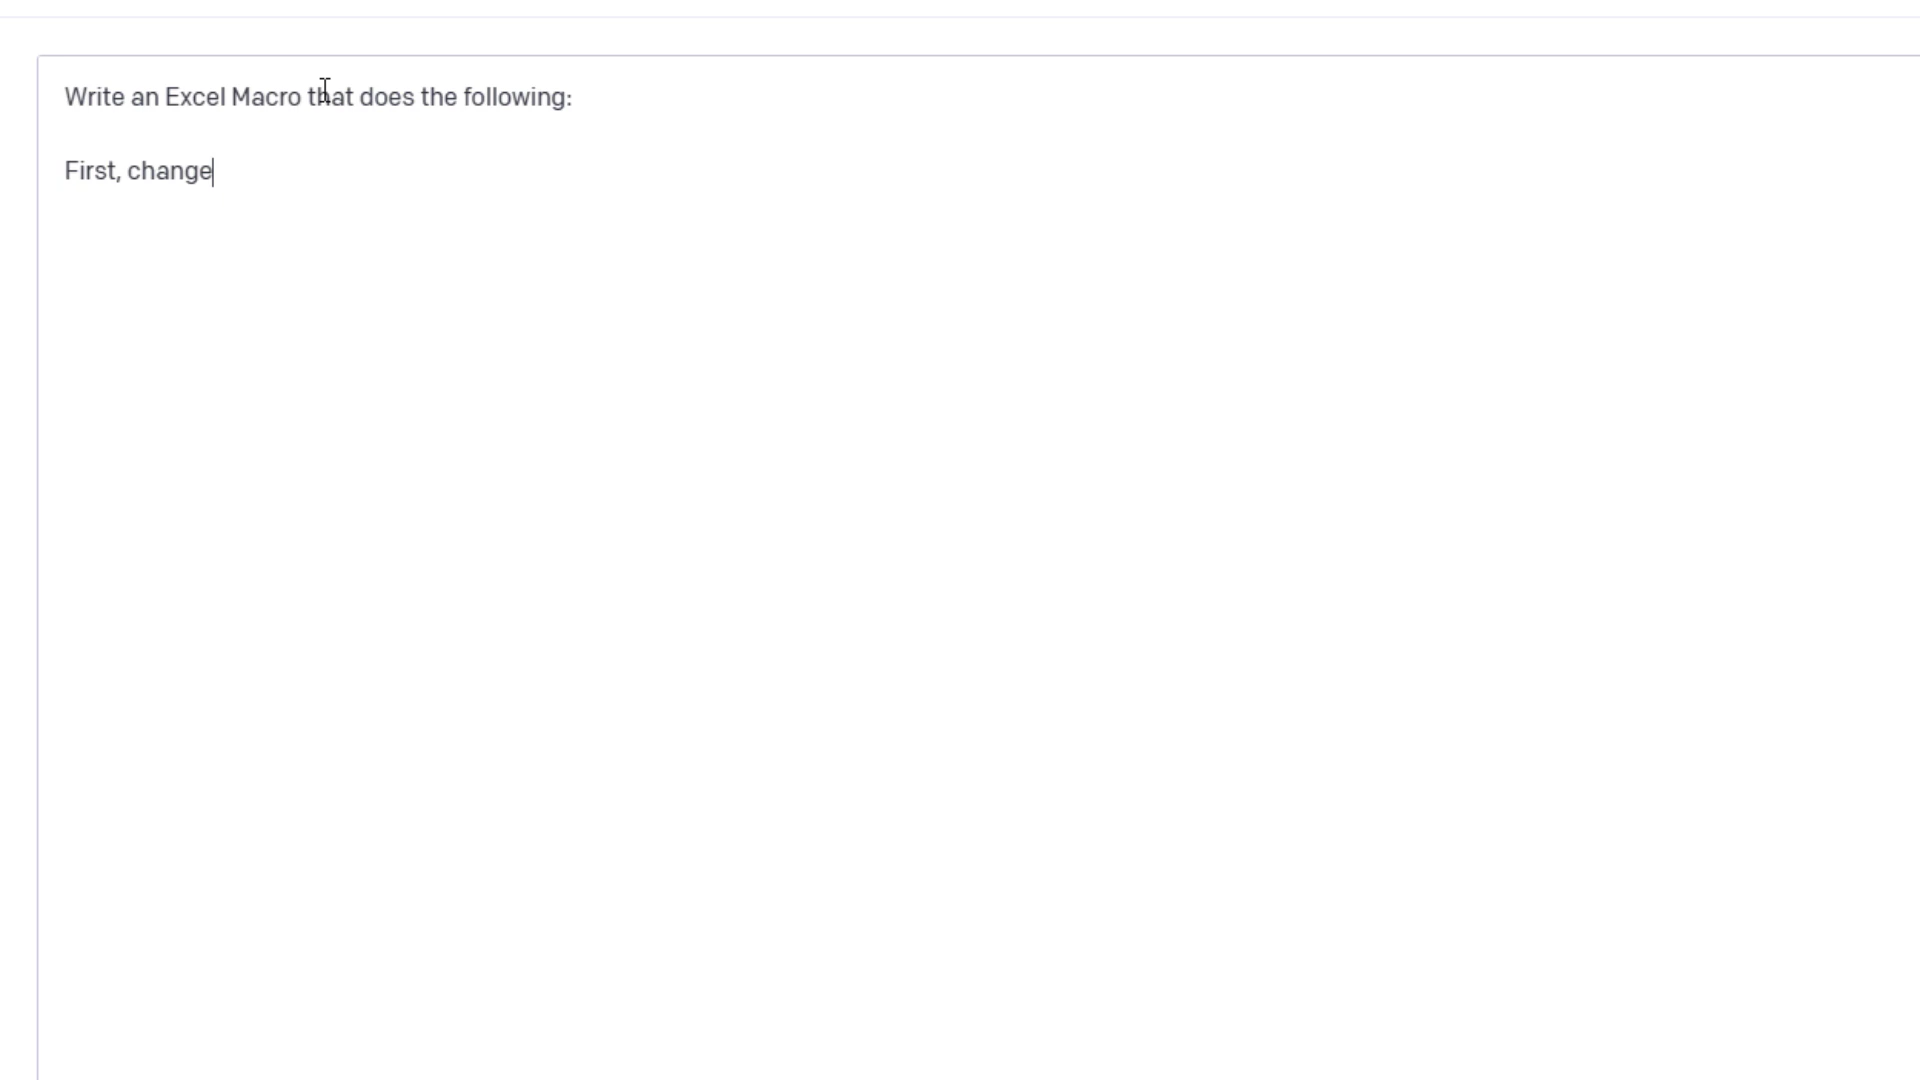 Write an Excel Macro that does the following:
First, change